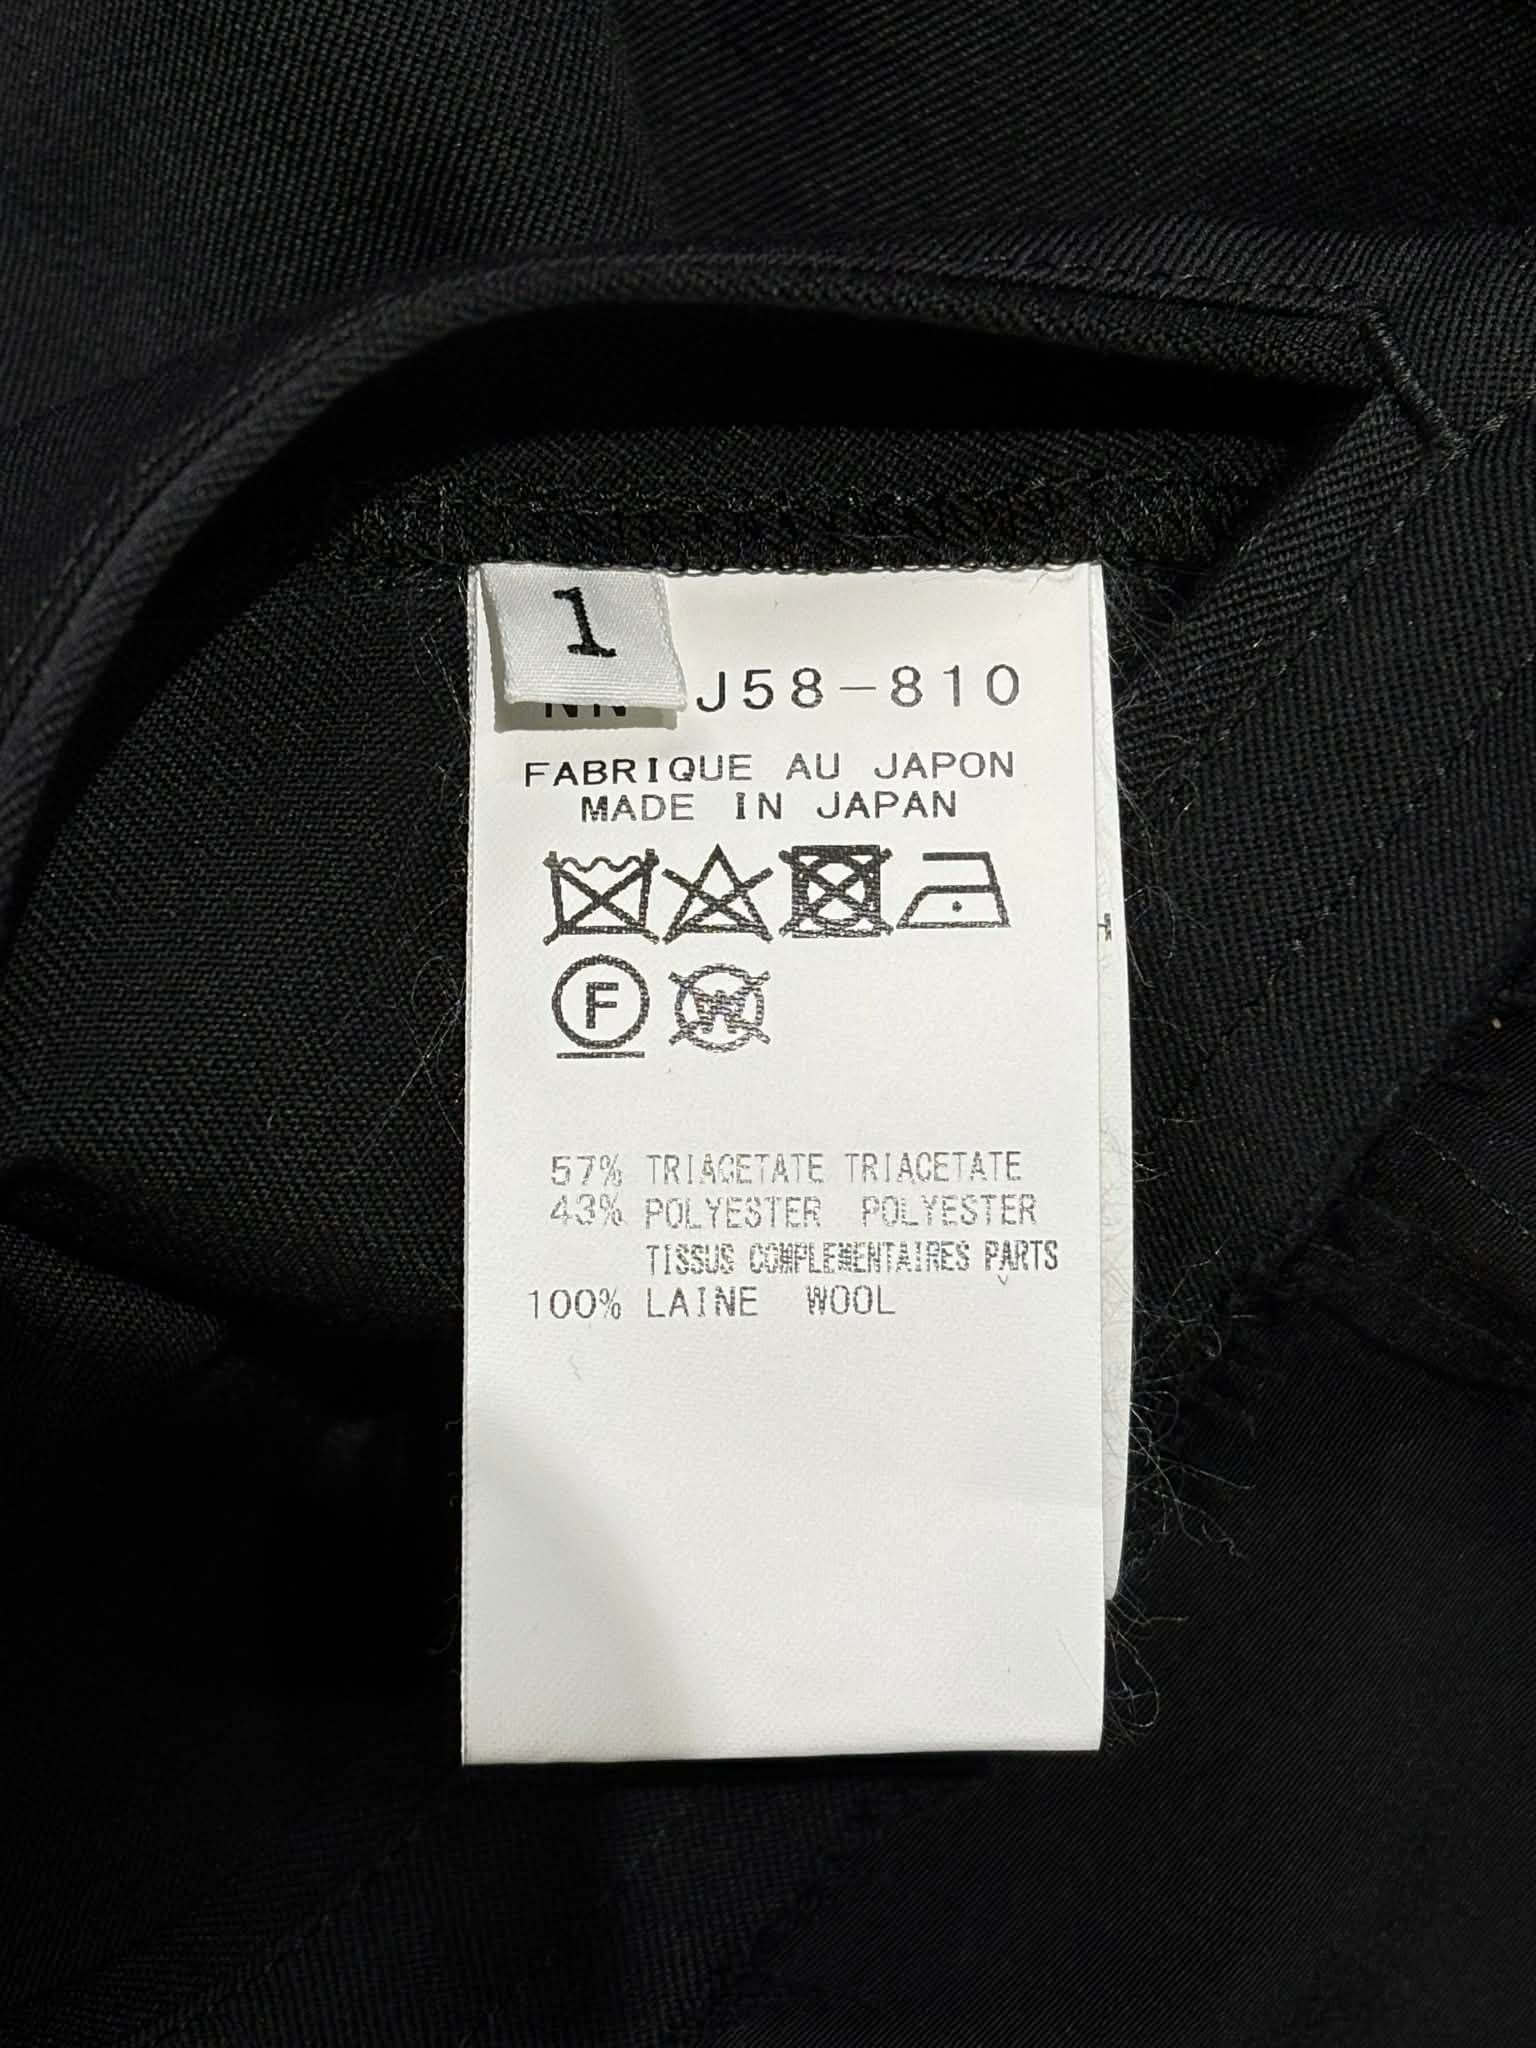 1
J58-810
FABRIQUE AU JAPON
MADE IN JAPAN
F
W
57% TRIACETATE TRIACETATE
43% POLYESTER POLYESTER
TISSUS COMPLEMENTAIRES PARTS
100% LAINE WOOL